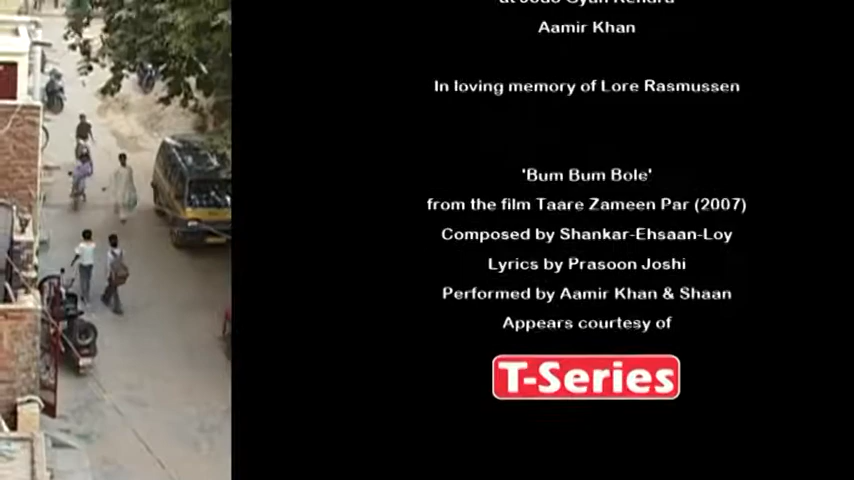 Aamir Khan
In loving memory of Lore Rasmussen
'Bum Bum Bole'
from the film Taare Zameen Par (2007)
Composed by Shankar-Ehsaan-Loy
Lyrics by Prasoon Joshi
Performed by Aamir Khan & Shaan
Appears courtesy of
T-Series